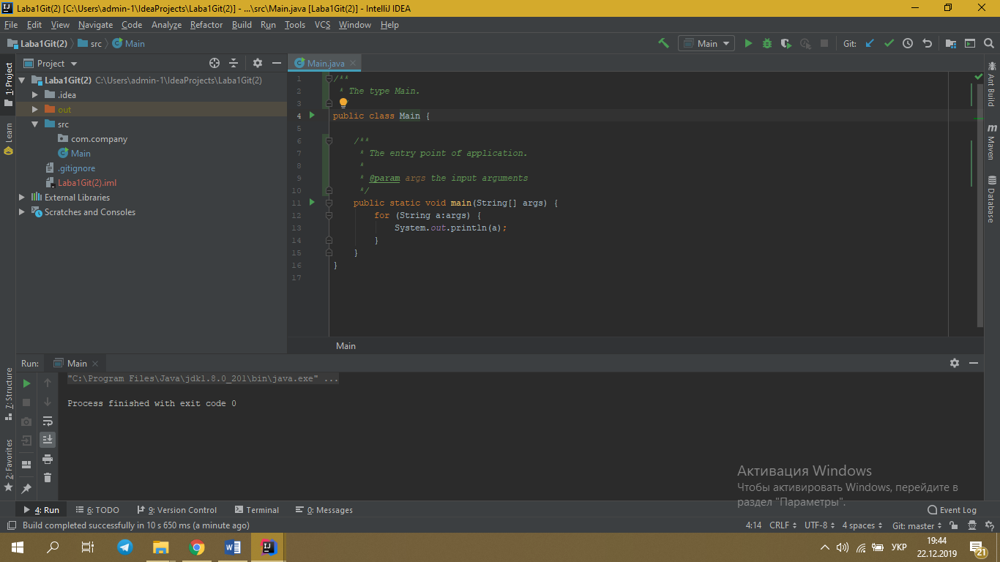 Laba1Git(2) [C:\Users\admin-1\IdeaProjects\Laba1Git(2)] - ...\src\Main.java [Laba1Git(2)] - IntelliJ IDEA
File Edit View Navigate Code Analyze Refactor Build Run Tools VCS Window Help
Laba1Git(2) src Main
Main
Git:
1: Project
Learn
7: Structure
2: Favorites
Project
Laba1Git(2) C:\Users\admin-1\IdeaProjects\Laba1Git(2)
.idea
out
src
com.company
Main
.gitignore
Laba1Git(2).iml
External Libraries
Scratches and Consoles
Main.java
1 /**
2 * The type Main.
3
4 public class Main {
5
6 /**
7 * The entry point of application.
8 *
9 * @param args the input arguments
10 */
11 public static void main(String[] args) {
12 for (String a:args) {
13 System.out.println(a);
14 }
15 }
16 }
17
Main
Ant Build
Maven
Database
Run: Main
"C:\Program Files\Java\jdk1.8.0_201\bin\java.exe" ...
Process finished with exit code 0
Активация Windows
Чтобы активировать Windows, перейдите в
раздел "Параметры".
4: Run 6: TODO 9: Version Control Terminal 0: Messages Event Log
Build completed successfully in 10 s 650 ms (a minute ago) 4:14 CRLF UTF-8 4 spaces Git: master
УКР 19:44
22.12.2019
21